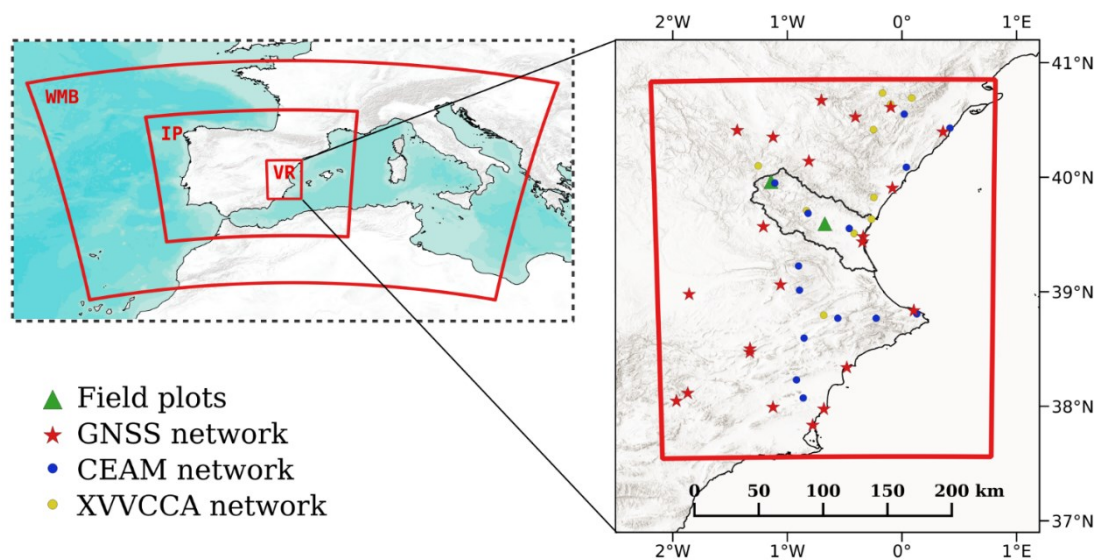 2°W 1°W 0° 1°E
41°N
WMB
IP
40°N
VR
39°N
Field plots
GNSS network
38°N
CEAM network
XVVCCA network
0 50 100 150 200 km
37°N
2°W 1°W 0° 1°E